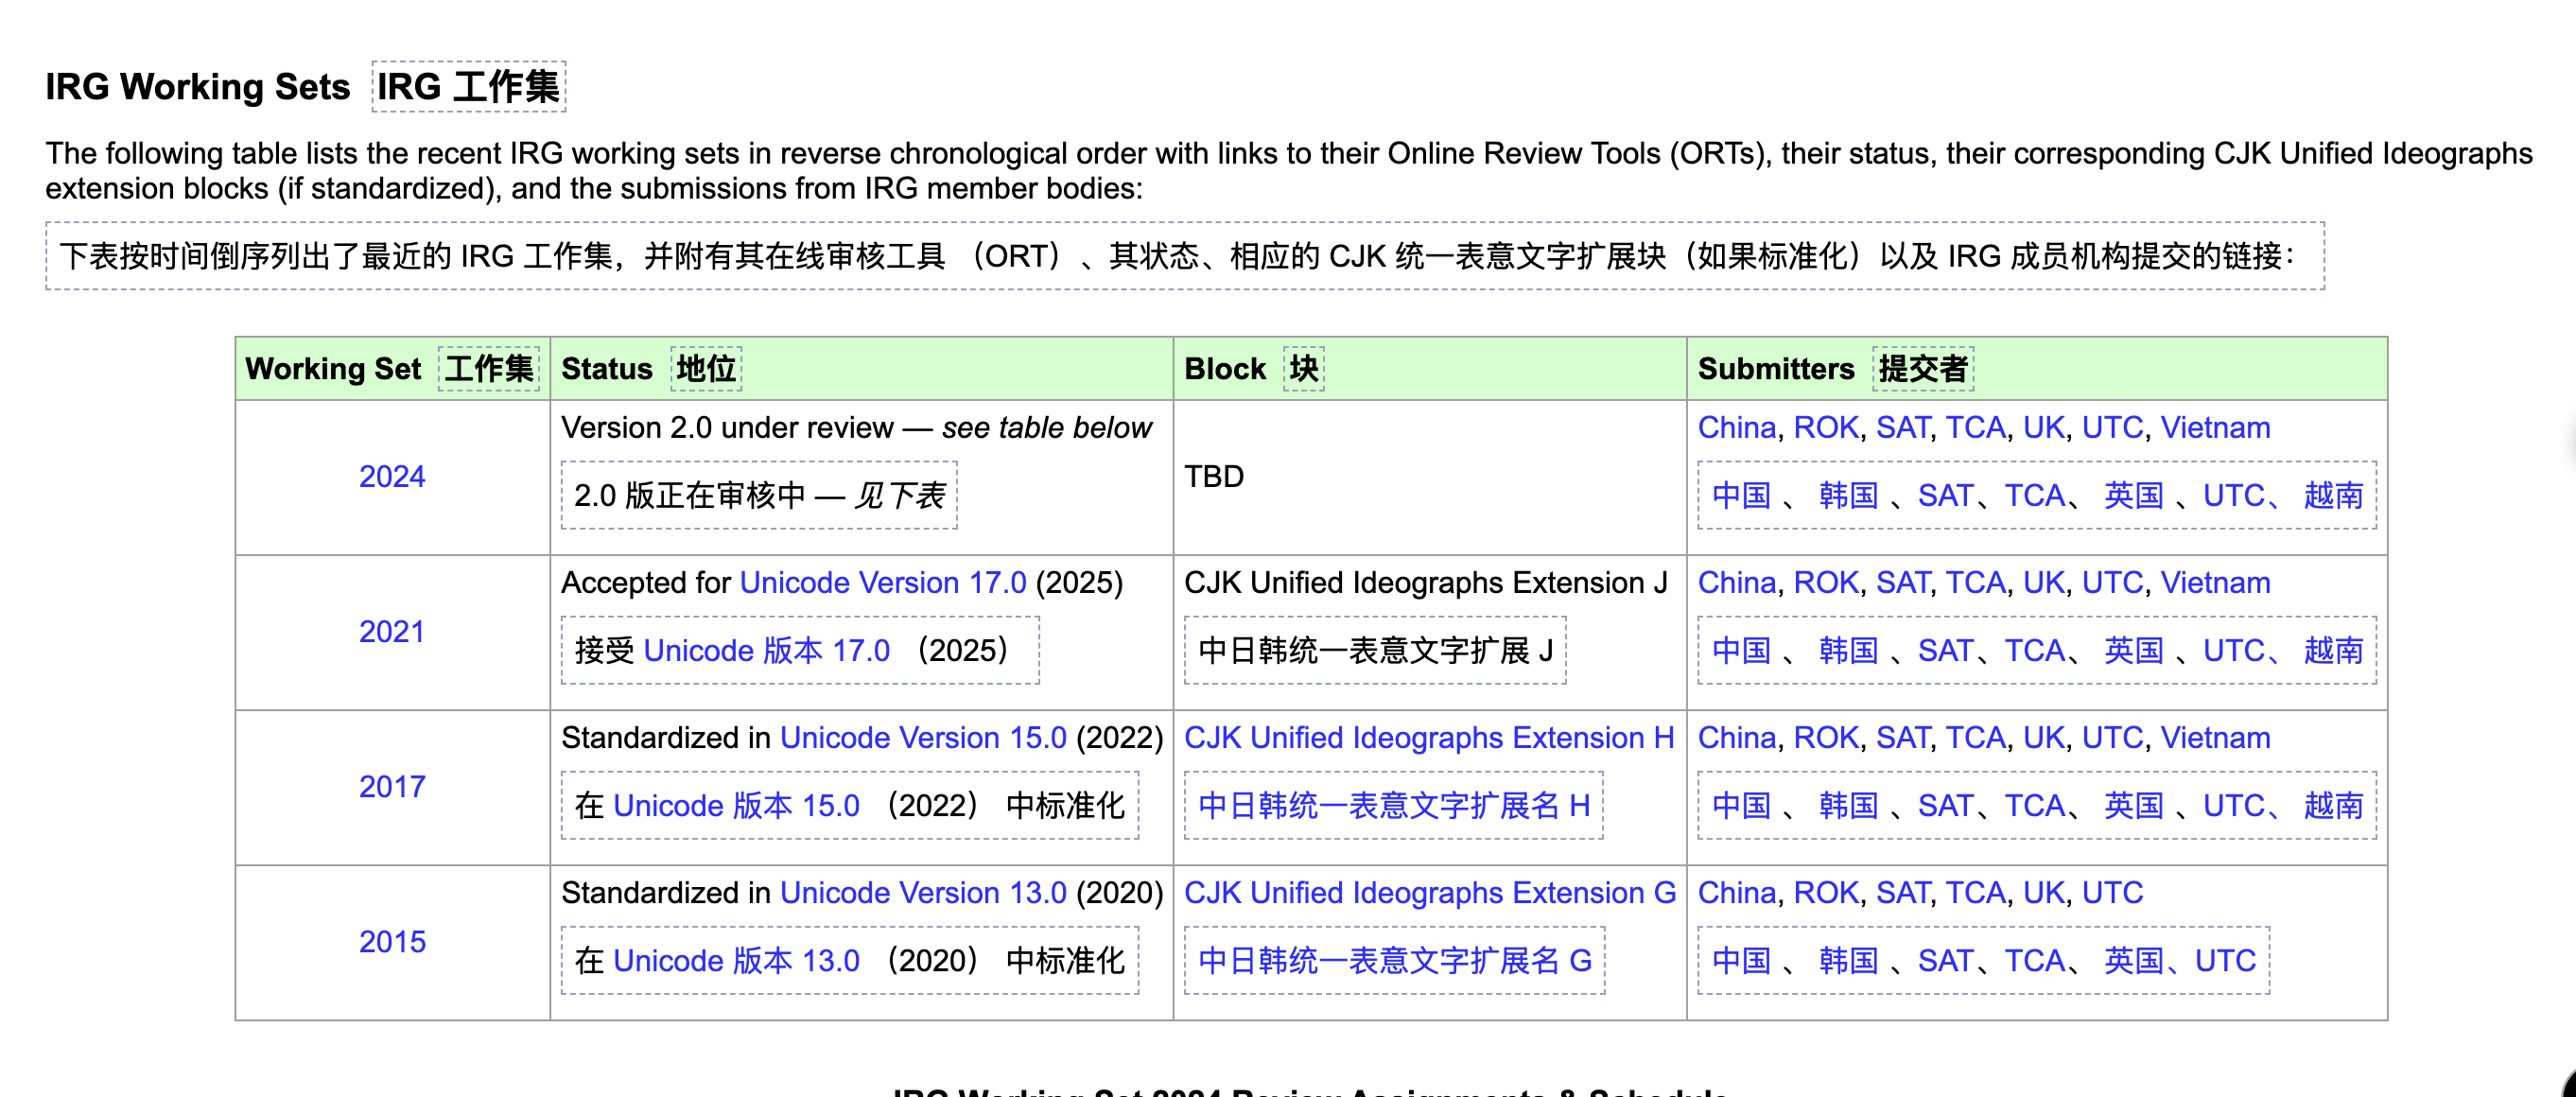 IRG Working Sets IRG 工作集
The following table lists the recent IRG working sets in reverse chronological order with links to their Online Review Tools (ORTs), their status, their corresponding CJK Unified Ideographs
extension blocks (if standardized), and the submissions from IRG member bodies:
下表按时间倒序列出了最近的 IRG 工作集，并附有其在线审核工具 （ORT）、其状态、相应的 CJK 统一表意文字扩展块（如果标准化）以及 IRG 成员机构提交的链接：
Working Set 工作集 Status 地位 Block 块 Submitters 提交者
2024
Version 2.0 under review — see table below
2.0 版正在审核中 — 见下表
TBD
China, ROK, SAT, TCA, UK, UTC, Vietnam
中国 、 韩国 、SAT、TCA、 英国 、UTC、 越南
2021
Accepted for Unicode Version 17.0 (2025)
接受 Unicode 版本 17.0 （2025）
CJK Unified Ideographs Extension J
中日韩统一表意文字扩展 J
China, ROK, SAT, TCA, UK, UTC, Vietnam
中国 、 韩国 、SAT、TCA、 英国 、UTC、 越南
2017
Standardized in Unicode Version 15.0 (2022)
在 Unicode 版本 15.0 （2022） 中标准化
CJK Unified Ideographs Extension H
中日韩统一表意文字扩展名 H
China, ROK, SAT, TCA, UK, UTC, Vietnam
中国 、 韩国 、SAT、TCA、 英国 、UTC、 越南
2015
Standardized in Unicode Version 13.0 (2020)
在 Unicode 版本 13.0 （2020） 中标准化
CJK Unified Ideographs Extension G
中日韩统一表意文字扩展名 G
China, ROK, SAT, TCA, UK, UTC
中国 、 韩国 、SAT、TCA、 英国、UTC
IRG Working Set 2024 Review Assignments & Schedule